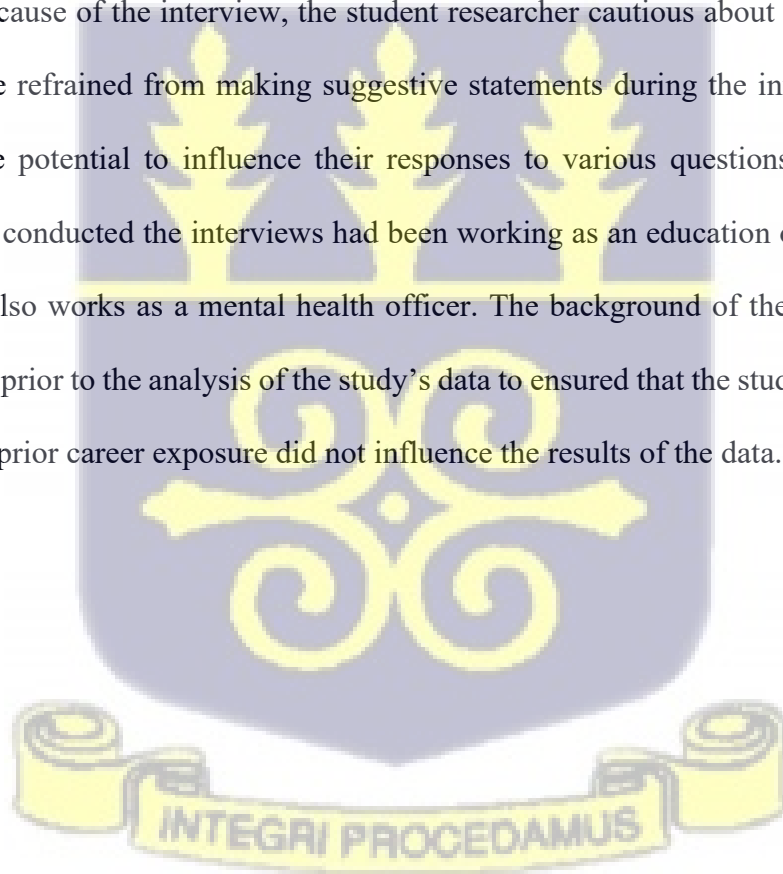 cause of the interview, the student researcher cautious about
refrained from making suggestive statements during the in
potential to influence their responses to various questions
conducted the interviews had been working as an education
lso works as a mental health officer. The background of the
prior to the analysis of the study’s data to ensured that the stud
prior career exposure did not influence the results of the data.
INTEGRI PROCEDAMUS